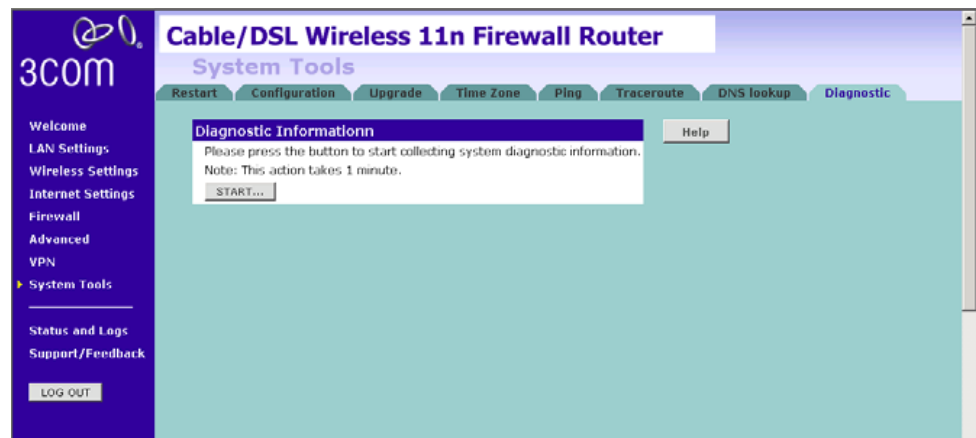 3COM
Cable/DSL Wireless 11n Firewall Router
System Tools
Restart Configuration Upgrade Time Zone Ping Traceroute DNS lookup Diagnostic
Welcome
LAN Settings
Wireless Settings
Internet Settings
Firewall
Advanced
VPN
System Tools
Status and Logs
Support/Feedback
LOG OUT
Diagnostic Informationn
Please press the button to start collecting system diagnostic information.
Note: This action takes 1 minute.
START...
Help